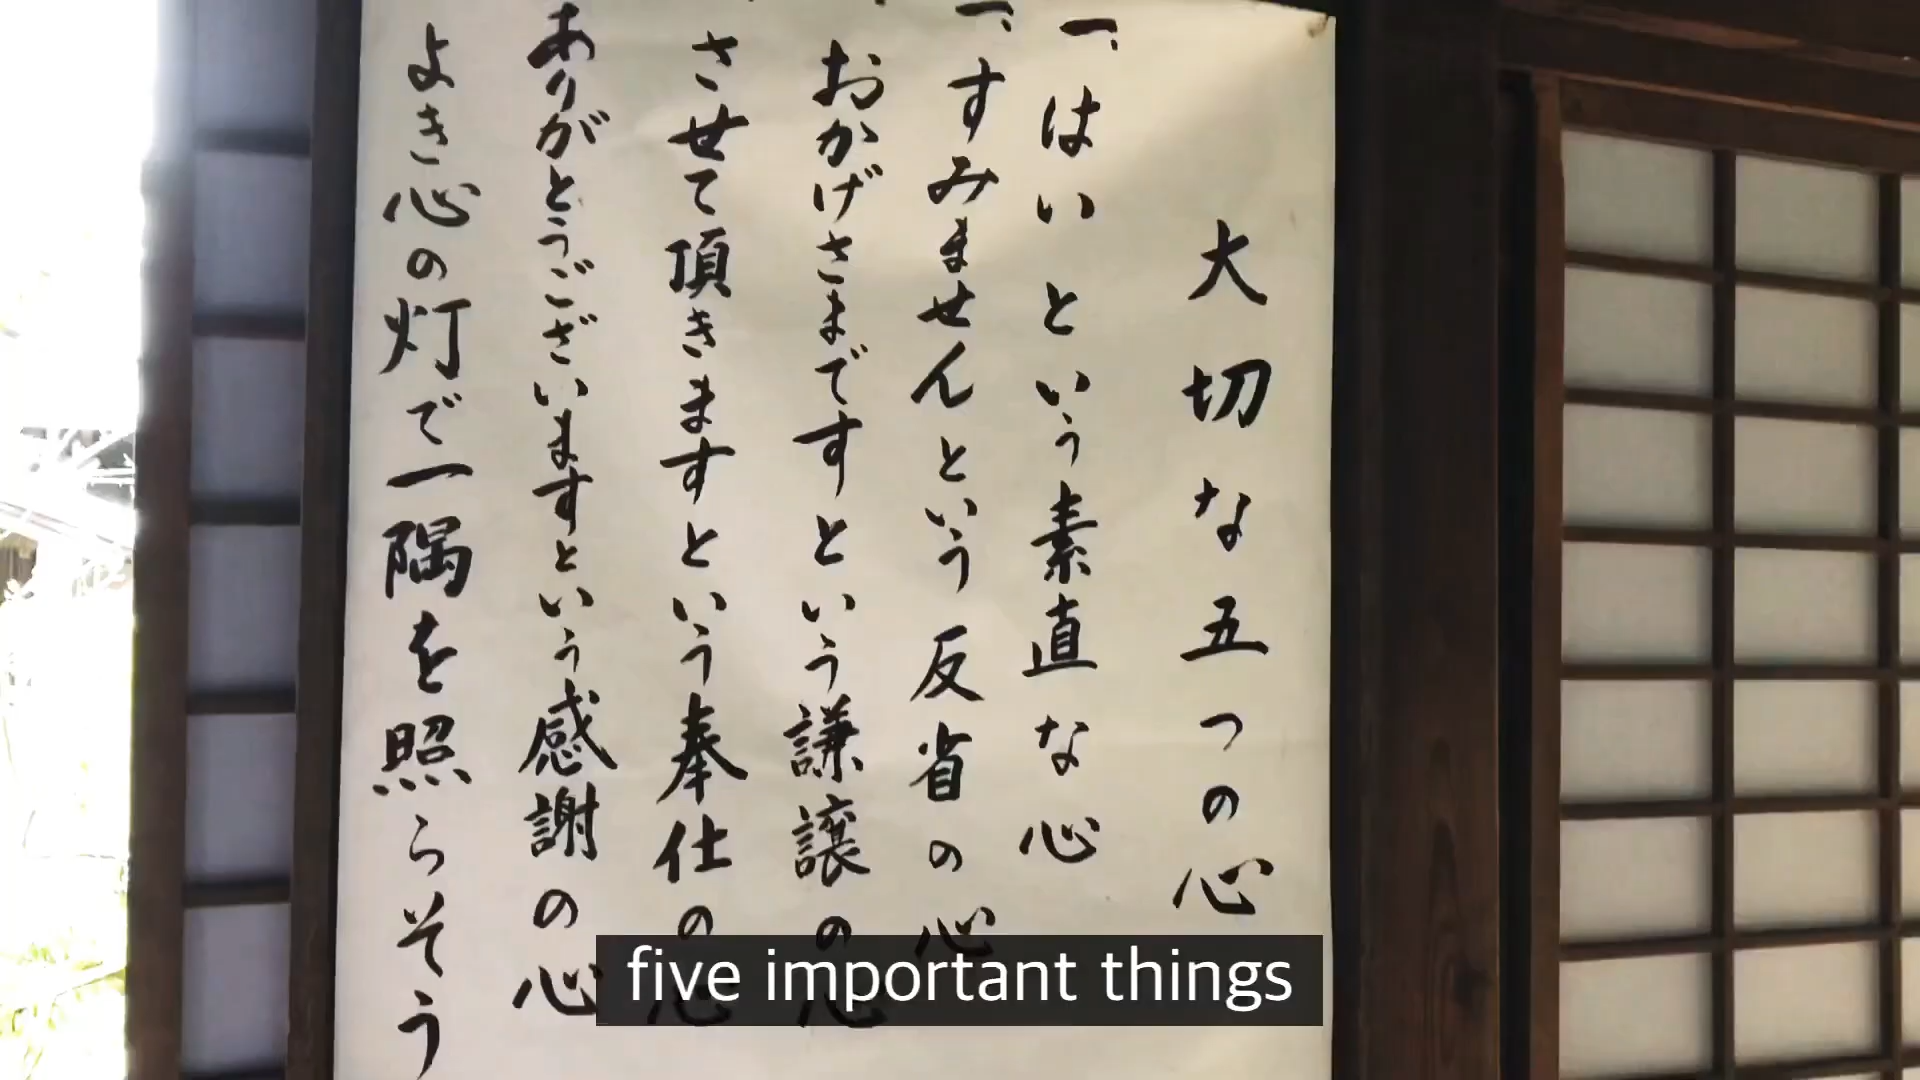 大切な五つの心
一、はいという素直な心
一、すみませんという反省の心
おかげさまですという謙譲の心
させて頂きますという奉仕の心
ありがとうございますという感謝の心
よき心の灯で一隅を照らそう
five important things